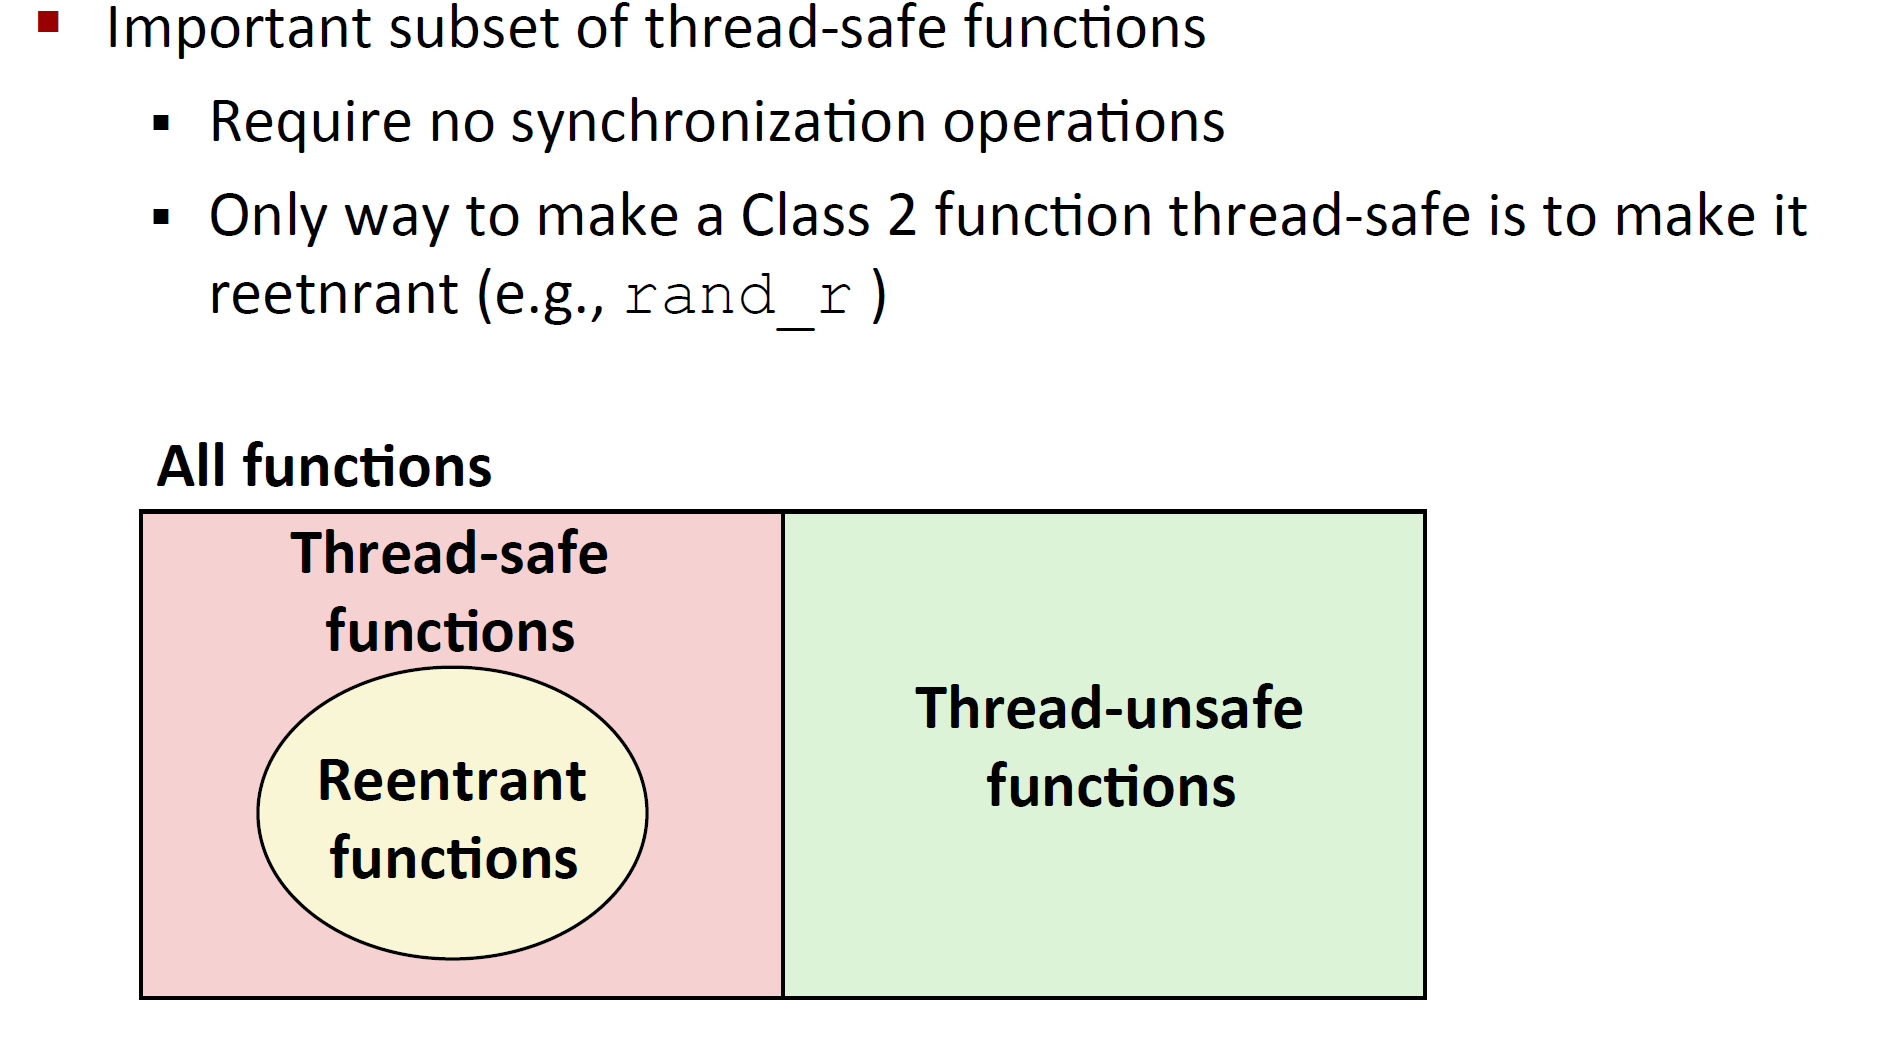 Important subset of thread-safe functions
Require no synchronization operations
Only way to make a Class 2 function thread-safe is to make it
reetnrant (e.g., rand_r )
All functions
Thread-safe
functions
Reentrant
functions
Thread-unsafe
functions